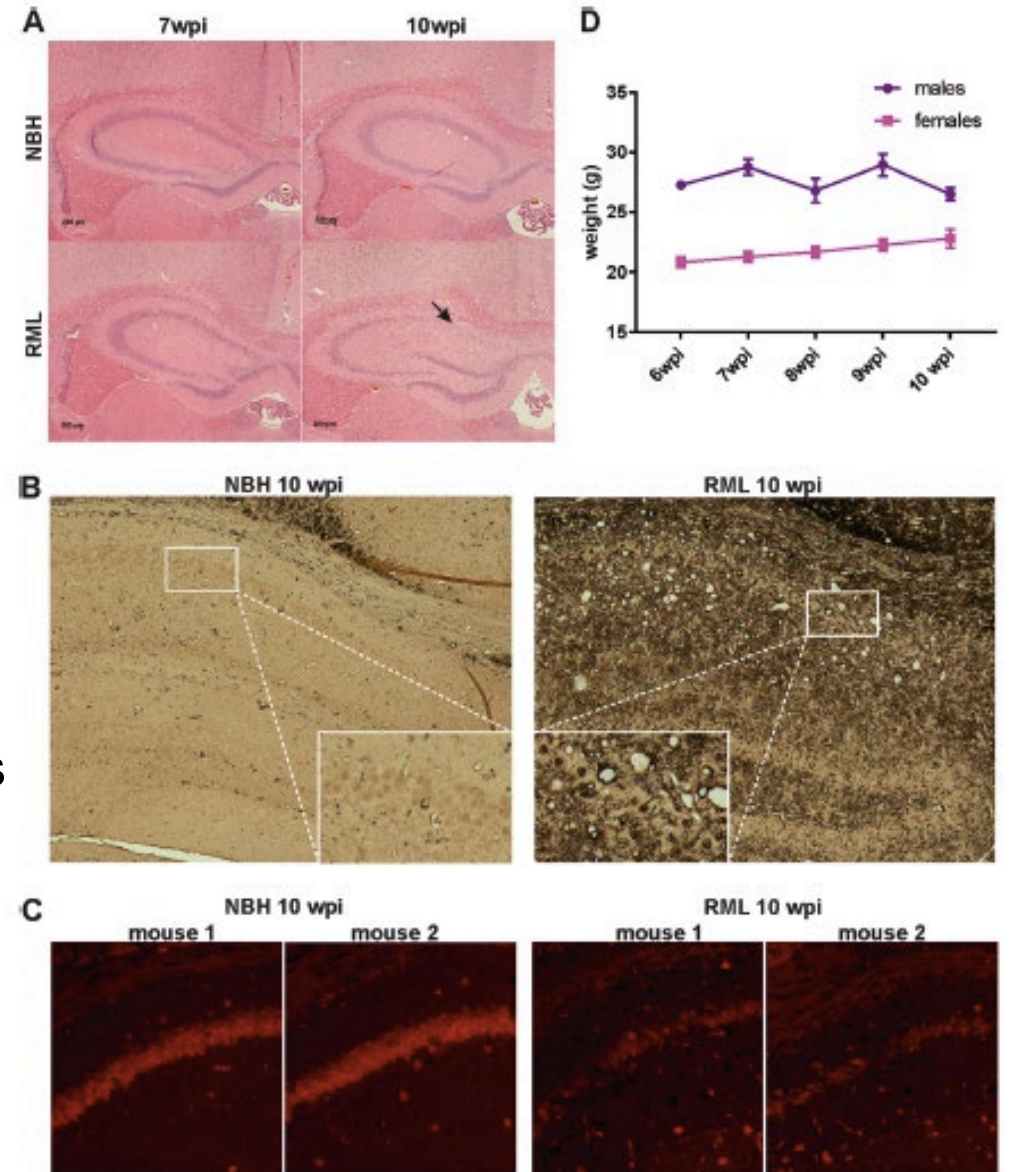 A
7wpi
10wpi
NBH
RML
D
males
females
35
30
25
20
15
weight (g)
6wpi
7wpi
8wpi
9wpi
10 wpi
B
NBH 10 wpi
RML 10 wpi
s
C
NBH 10 wpi
RML 10 wpi
mouse 1
mouse 2
mouse 1
mouse 2